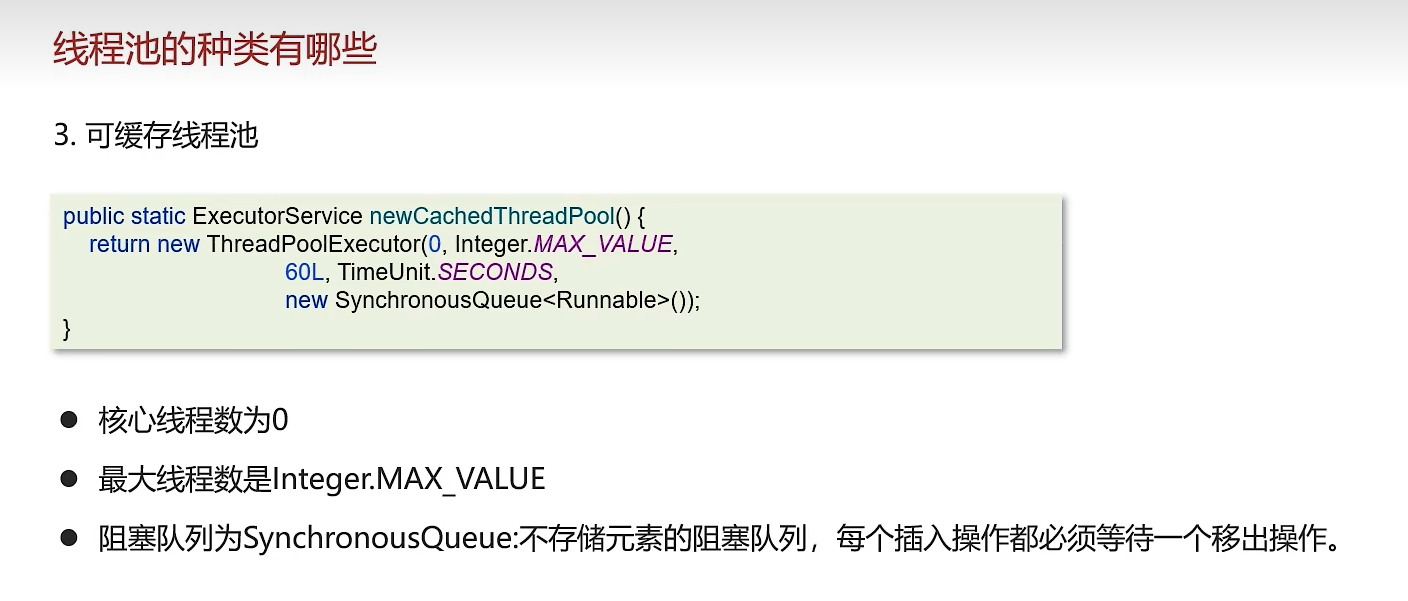 线程池的种类有哪些
3. 可缓存线程池
public static ExecutorService newCachedThreadPool() {
    return new ThreadPoolExecutor(0, Integer.MAX_VALUE,
                                  60L, TimeUnit.SECONDS,
                                  new SynchronousQueue<Runnable>());
}
● 核心线程数为0
● 最大线程数是Integer.MAX_VALUE
● 阻塞队列为SynchronousQueue:不存储元素的阻塞队列，每个插入操作都必须等待一个移出操作。